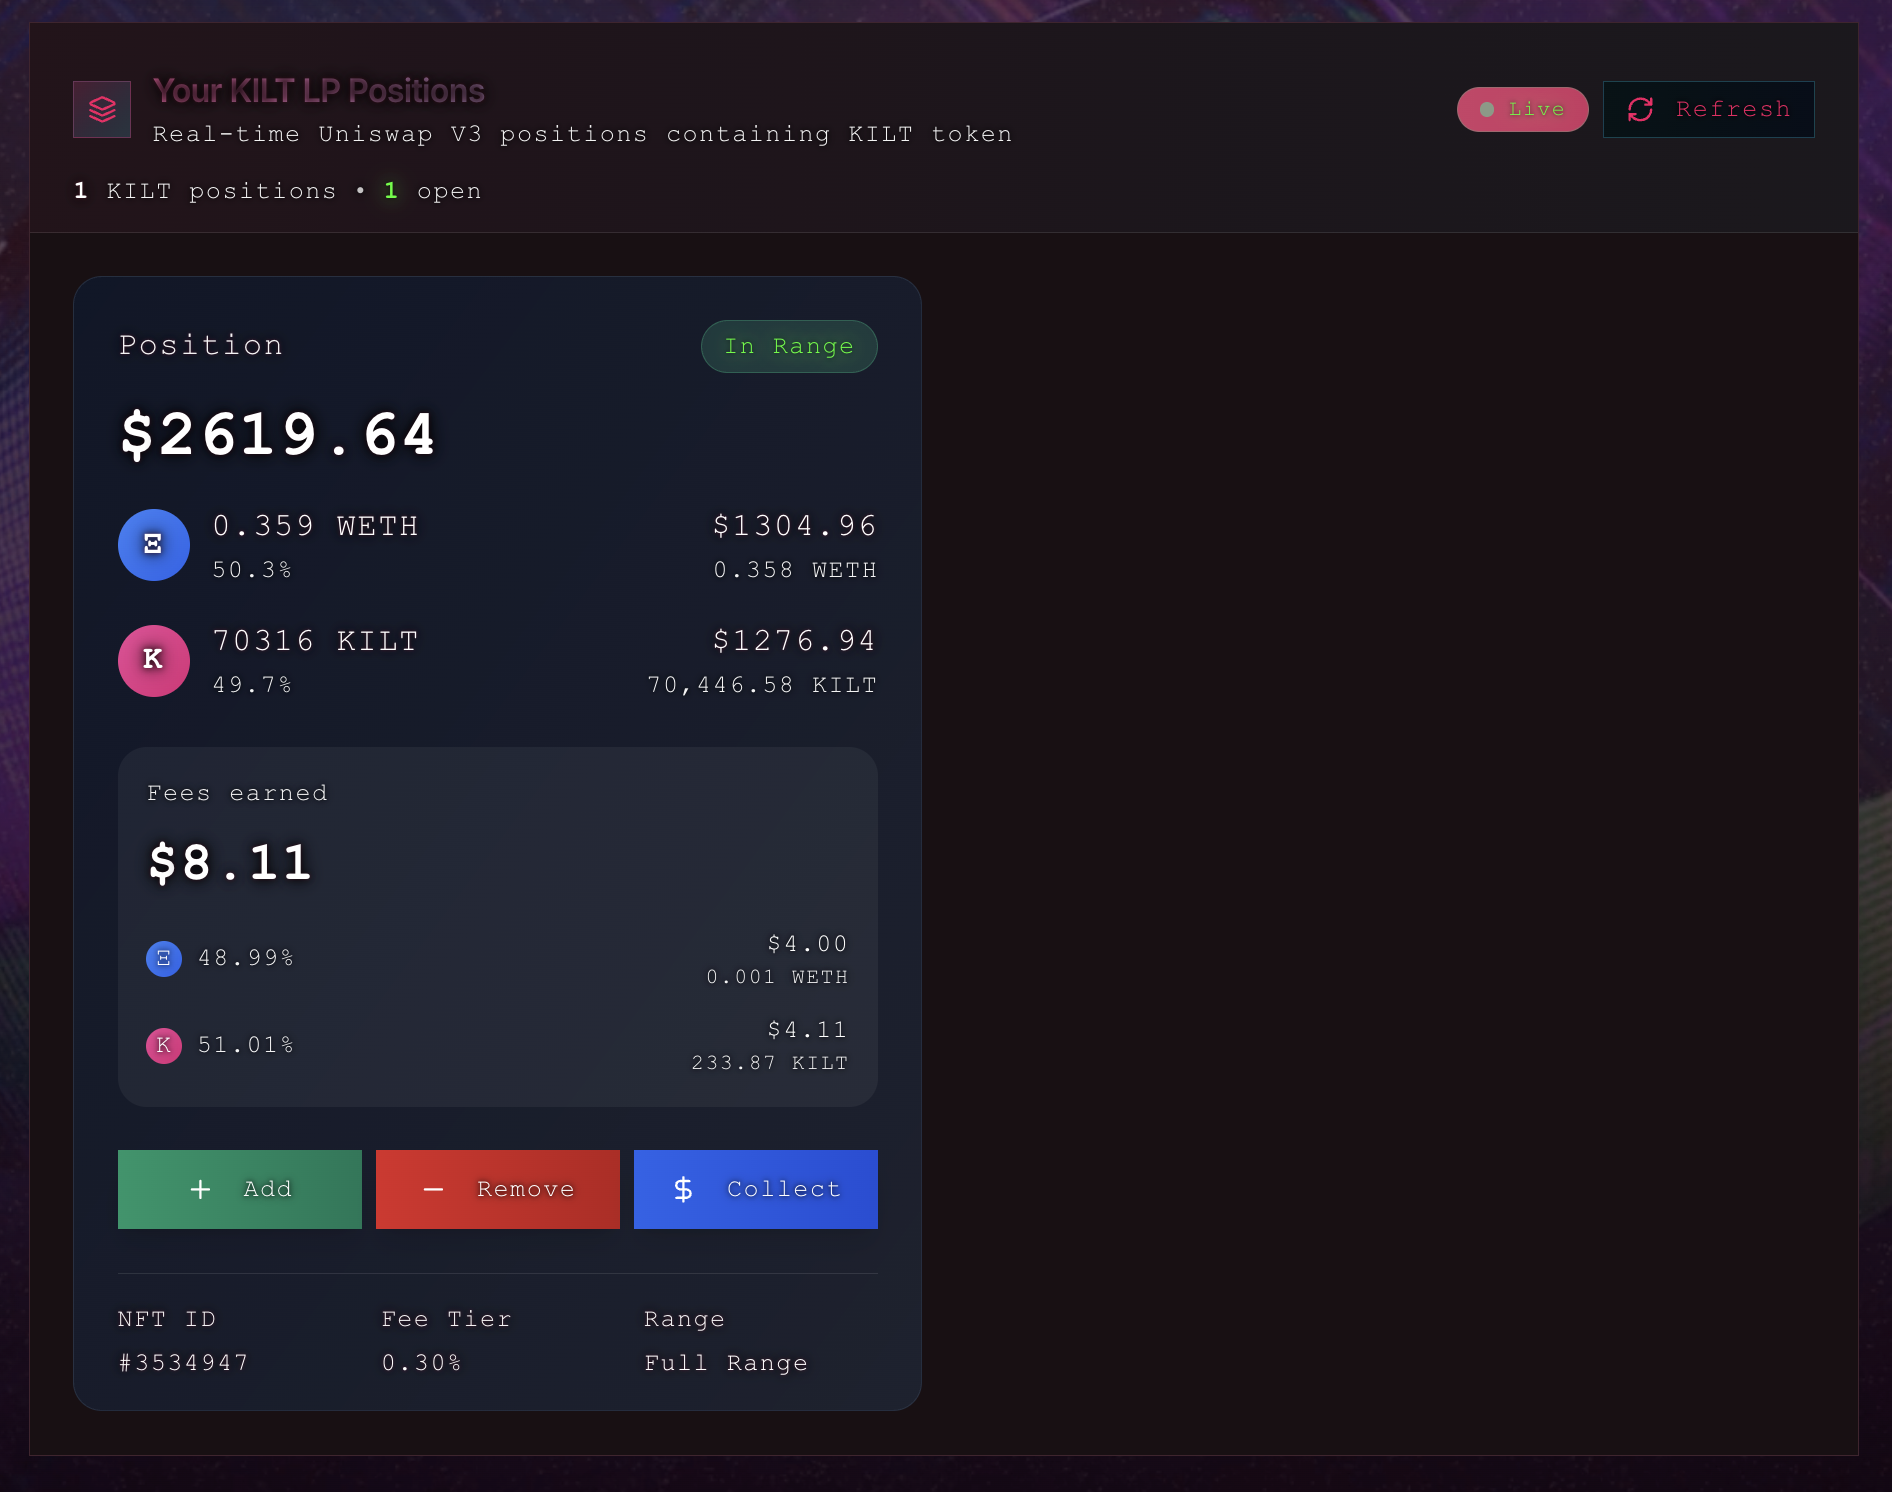 Your KILT LP Positions
Real-time Uniswap V3 positions containing KILT token
Live
Refresh
1 KILT positions • 1 open
Position
In Range
$2619.64
Ξ
0.359 WETH
$1304.96
50.3%
0.358 WETH
K
70316 KILT
$1276.94
49.7%
70,446.58 KILT
Fees earned
$8.11
Ξ 48.99%
$4.00
0.001 WETH
K 51.01%
$4.11
233.87 KILT
+ Add
− Remove
$ Collect
NFT ID
Fee Tier
Range
#3534947
0.30%
Full Range